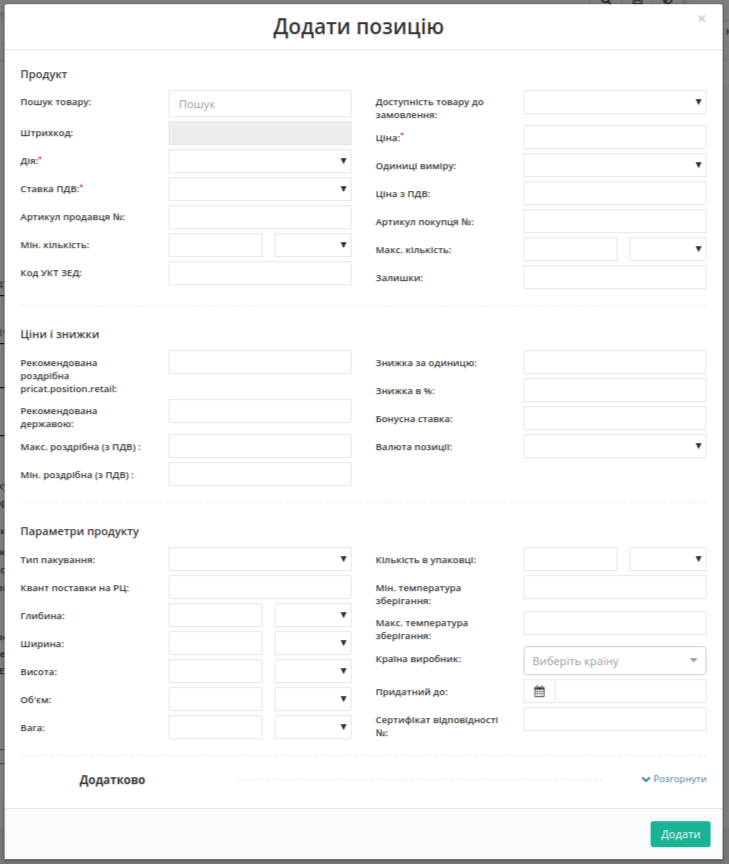 Додати позицію
×
Продукт
Пошук товару:
Пошук
Штрихкод:
Дія:*
Ставка ПДВ:*
Артикул продавця №:
Мін. кількість:
Код УКТ ЗЕД:
Доступність товару до
замовлення:
Ціна:*
Одиниці виміру:
Ціна з ПДВ:
Артикул покупця №:
Макс. кількість:
Залишки:
Ціни і знижки
Рекомендована
роздрібна
pricat.position.retail:
Рекомендована
державою:
Макс. роздрібна (з ПДВ) :
Мін. роздрібна (з ПДВ) :
Знижка за одиницю:
Знижка в %:
Бонусна ставка:
Валюта позиції:
Параметри продукту
Тип пакування:
Квант поставки на РЦ:
Глибина:
Ширина:
Висота:
Об'єм:
Вага:
Кількість в упаковці:
Мін. температура
зберігання:
Макс. температура
зберігання:
Країна виробник:
Виберіть країну
Придатний до:
Сертифікат відповідності
№:
Додатково
Розгорнути
Додати